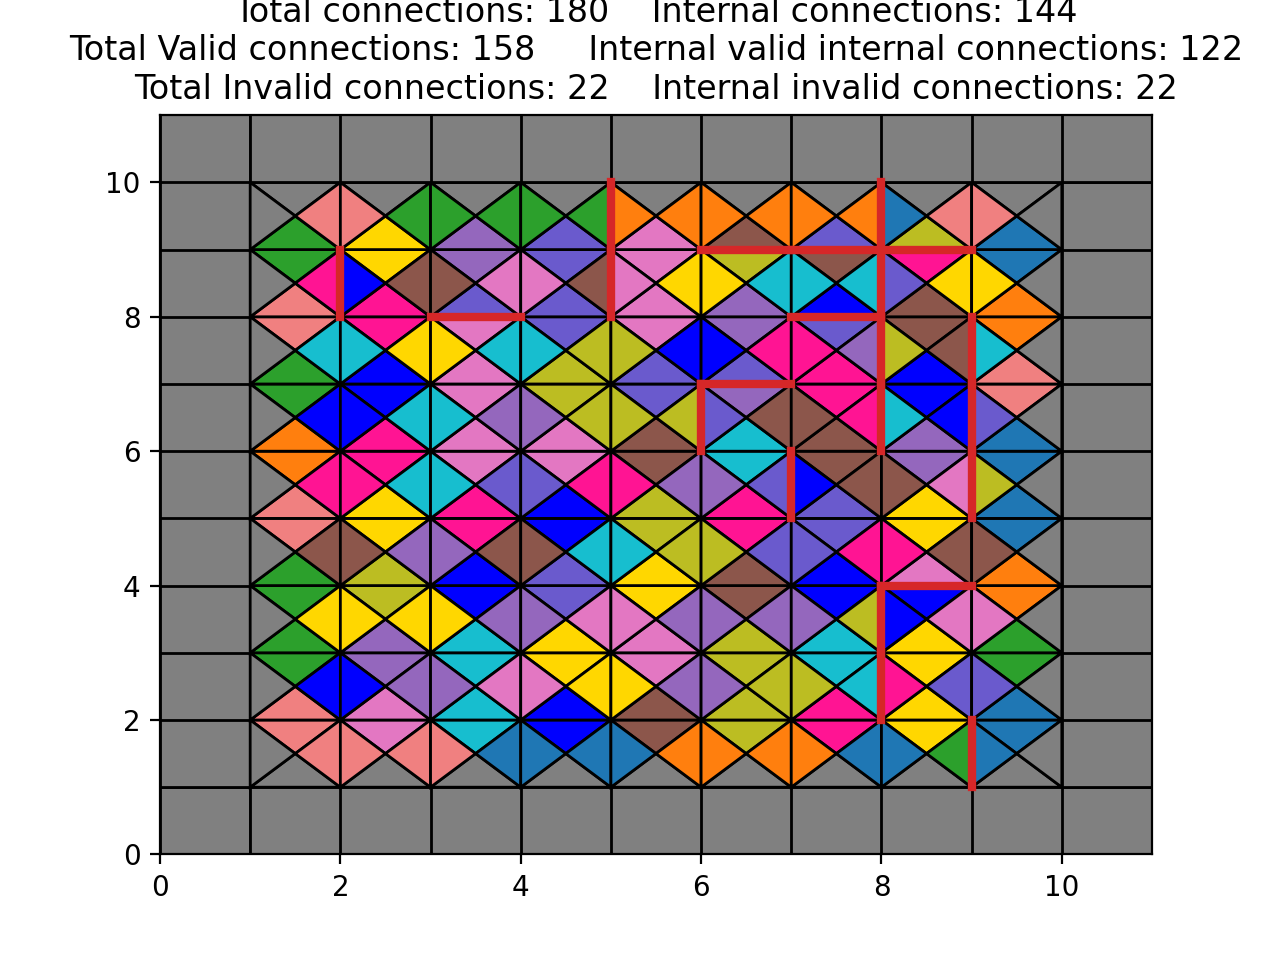 Total connections: 180    Internal connections: 144
Total Valid connections: 158     Internal valid internal connections: 122
Total Invalid connections: 22    Internal invalid connections: 22
10
8
6
4
2
0
0 2 4 6 8 10